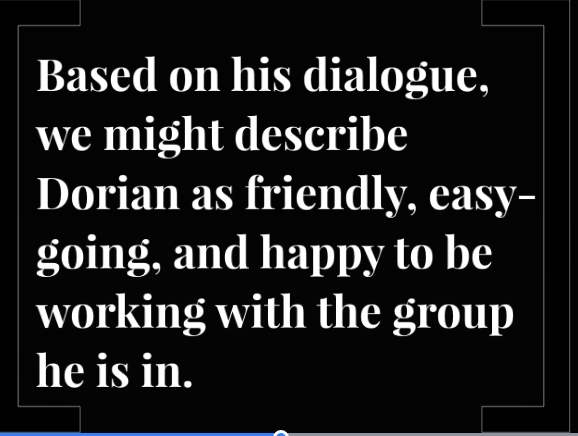 Based on his dialogue,
we might describe
Dorian as friendly, easy-
going, and happy to be
working with the group
he is in.